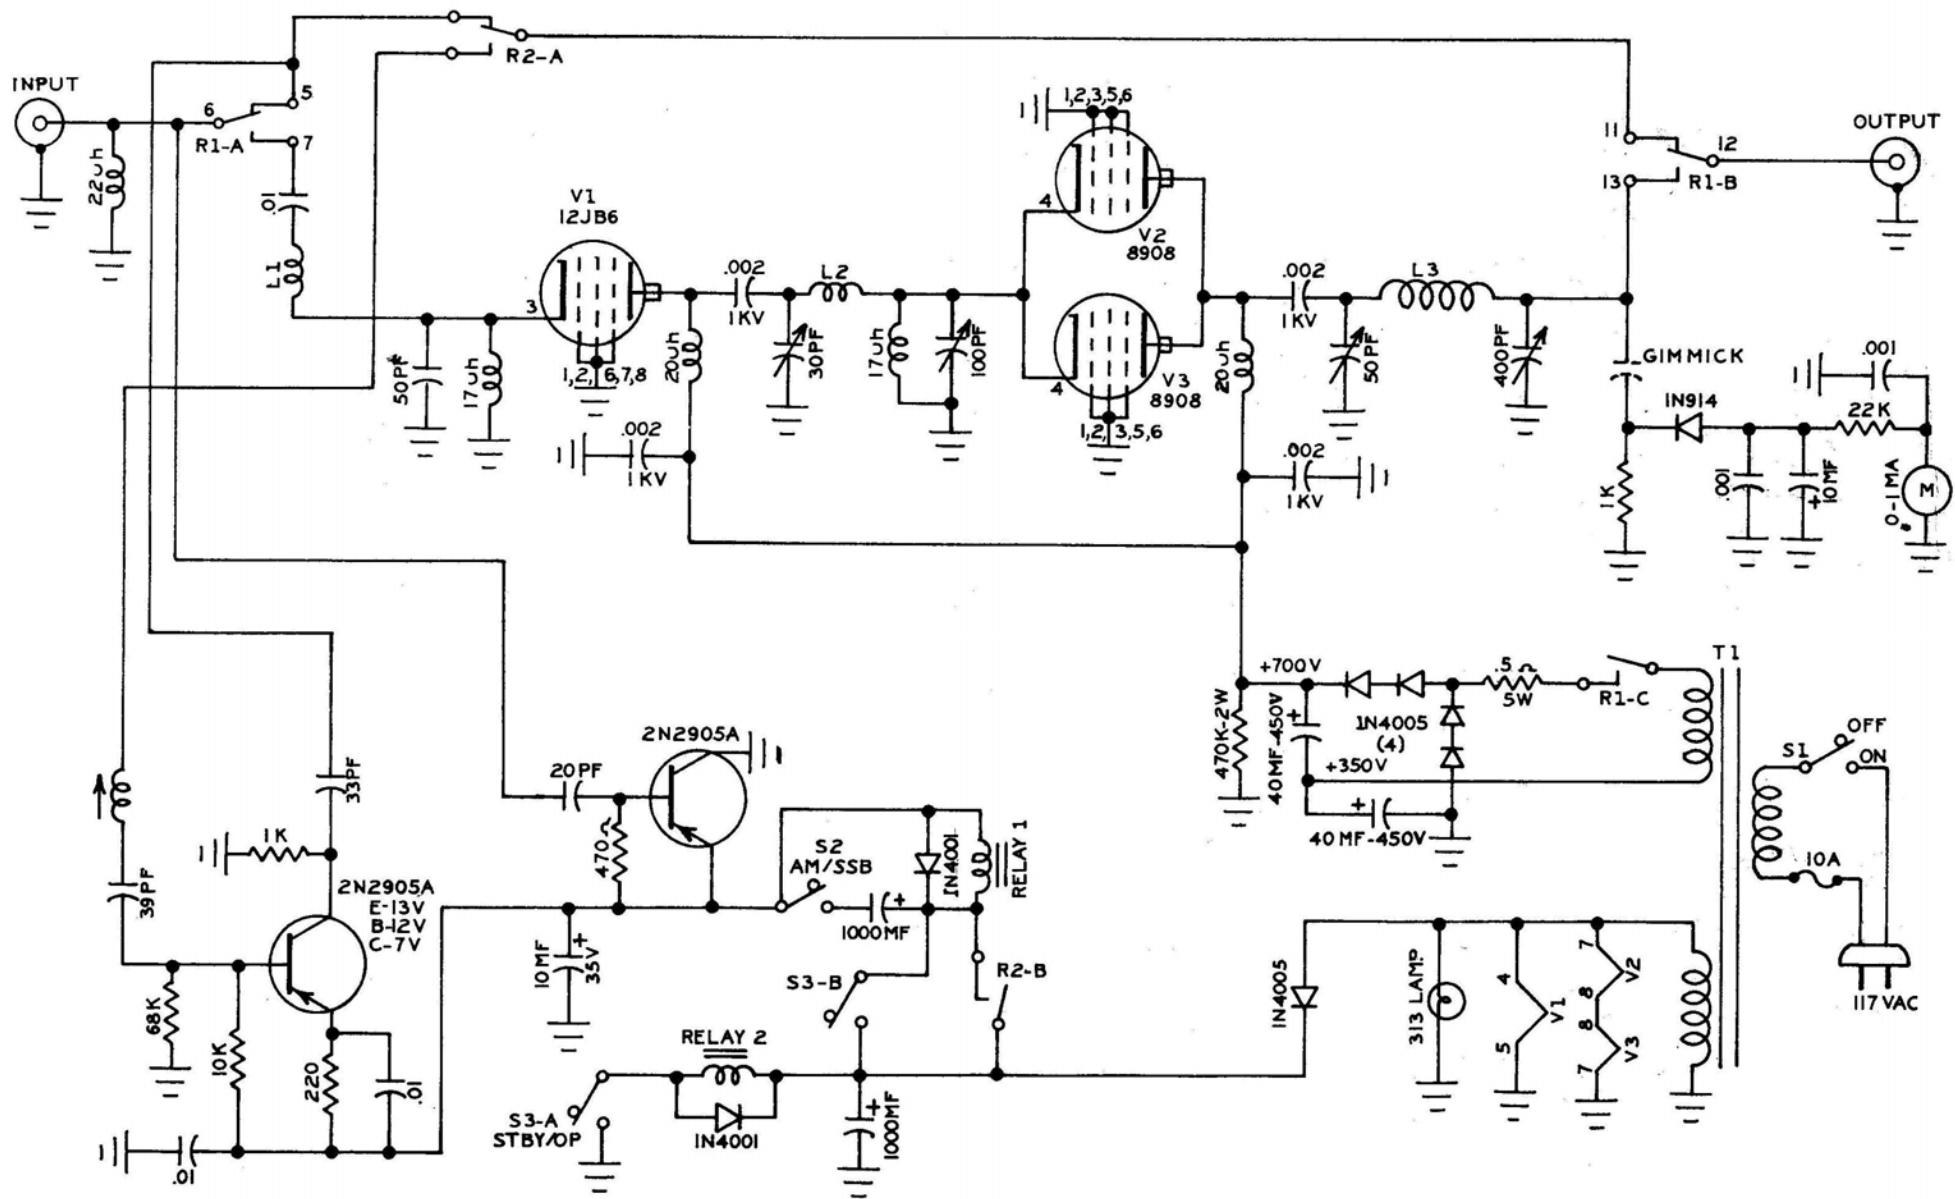 R2-A
INPUT
5
6
R1-A
7
22uh
.01
L1
V1
12JB6
3
1,2, 6,7,8
50PF
17uh
20uh
.002
1KV
30PF
L2
17uh
100PF
.002
1KV
1,2,3,5,6
4
V2
8908
4
V3
8908
1,2, 3,5,6
20uh
.002
1KV
50PF
L3
400PF
.002
1KV
11
12
13
R1-B
OUTPUT
GIMMICK
1N914
1K
.001
10MF
+
22K
.001
0-1MA
M
33PF
1K
39PF
2N2905A
E-13V
B-12V
C-7V
68K
10K
220
.01
.01
2N2905A
20PF
470Ω
10MF
35V
+
S2
AM/SSB
1000MF
+
1N4001
RELAY 1
S3-B
R2-B
RELAY 2
1N4001
S3-A
STBY/OP
1000MF
+
+700V
470K-2W
40MF-450V
+
+350V
1N4005
(4)
.5Ω
5W
R1-C
+
40MF-450V
T1
S1
OFF
ON
10A
117VAC
1N4005
313 LAMP
4
V1
5
7
V2
8
8
V3
7